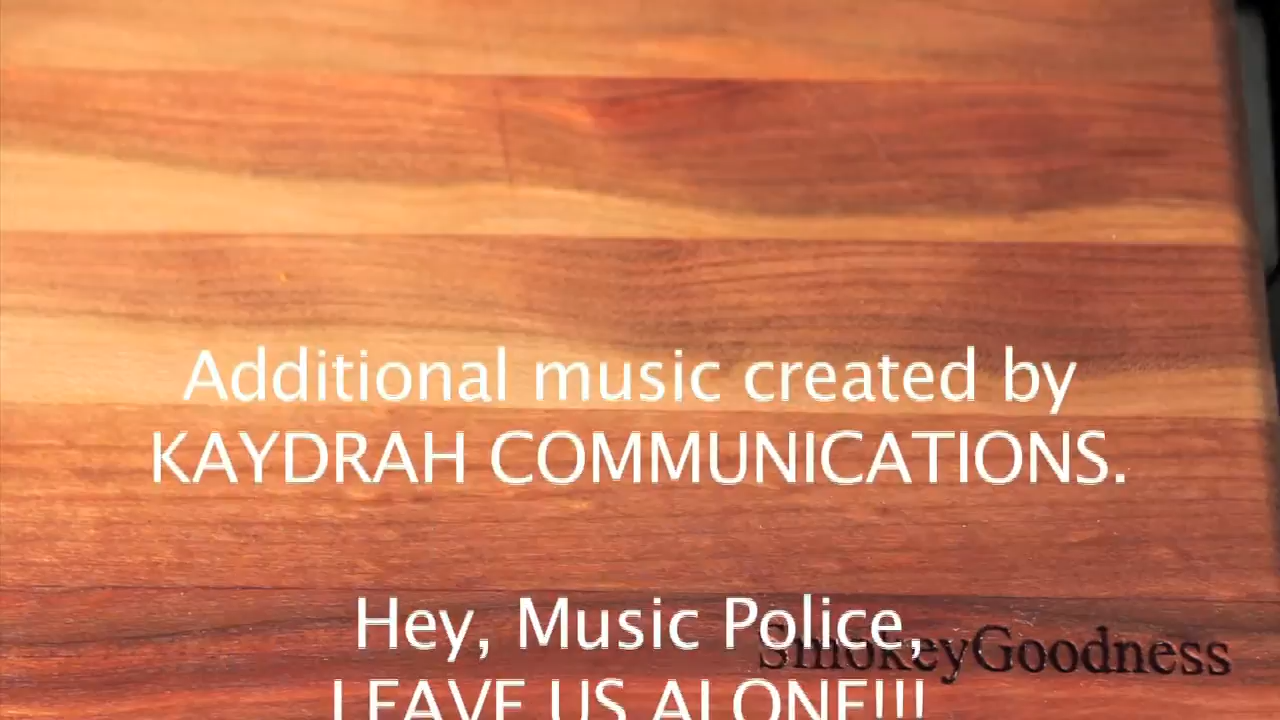 Additional music created by
KAYDRAH COMMUNICATIONS.
Hey, Music Police,
SmokeyGoodness
LEAVE US ALONE!!!